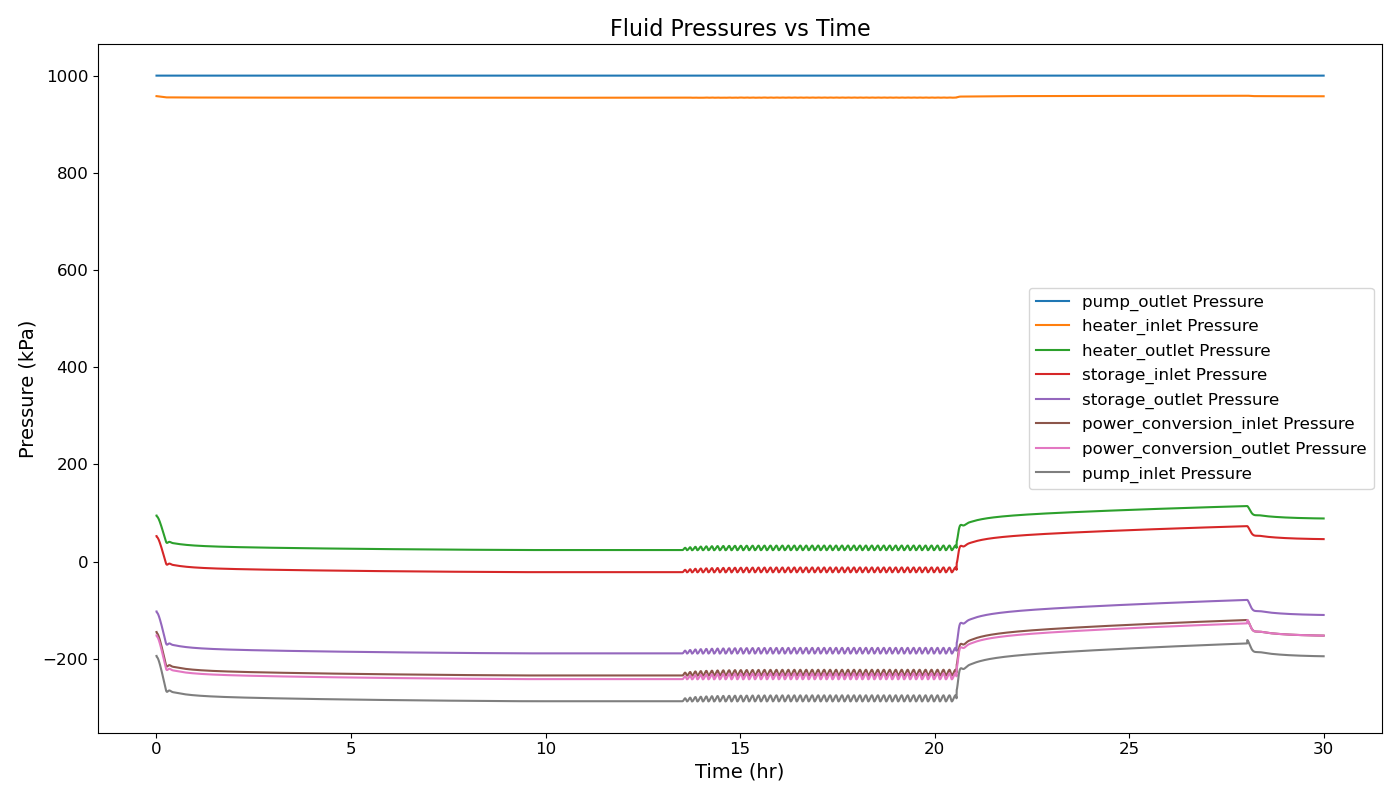 Fluid Pressures vs Time
Pressure (kPa)
1000
800
600
400
200
0
−200
pump_outlet Pressure
heater_inlet Pressure
heater_outlet Pressure
storage_inlet Pressure
storage_outlet Pressure
power_conversion_inlet Pressure
power_conversion_outlet Pressure
pump_inlet Pressure
0 5 10 15 20 25 30
Time (hr)